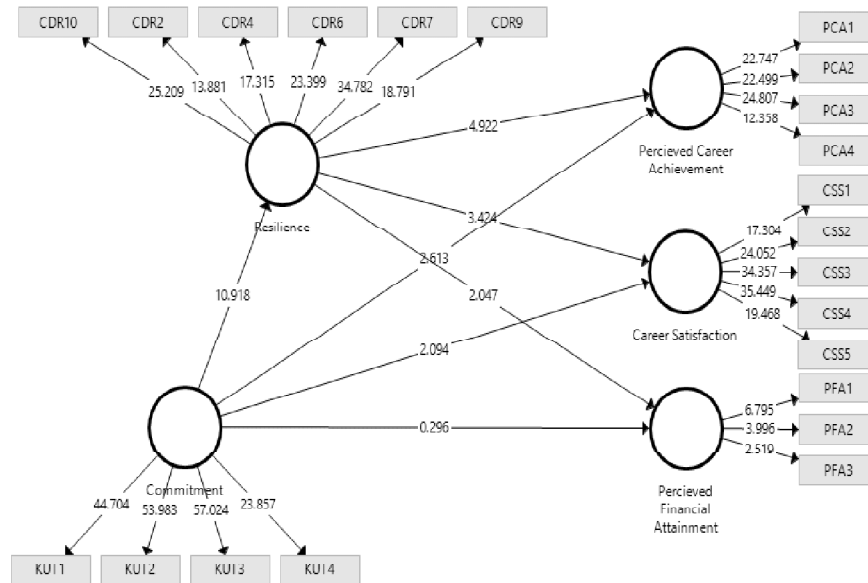 CDR10 CDR2 CDR4 CDR6 CDR7 CDR9
25.209 13.881 17.315 23.399 34.782 18.791
Resilience
PCA1
PCA2
PCA3
PCA4
22.747
22.499
24.807
12.358
Percieved Career
Achievement
4.922
3.424
2.613
2.047
10.918
2.094
0.296
CSS1
CSS2
CSS3
CSS4
CSS5
17.304
24.052
34.357
35.449
19.468
Career Satisfaction
PFA1
PFA2
PFA3
6.795
3.996
2.519
Percieved
Financial
Attainment
Commitment
44.704 53.983 57.024 23.857
KUT1 KUT2 KUT3 KUT4